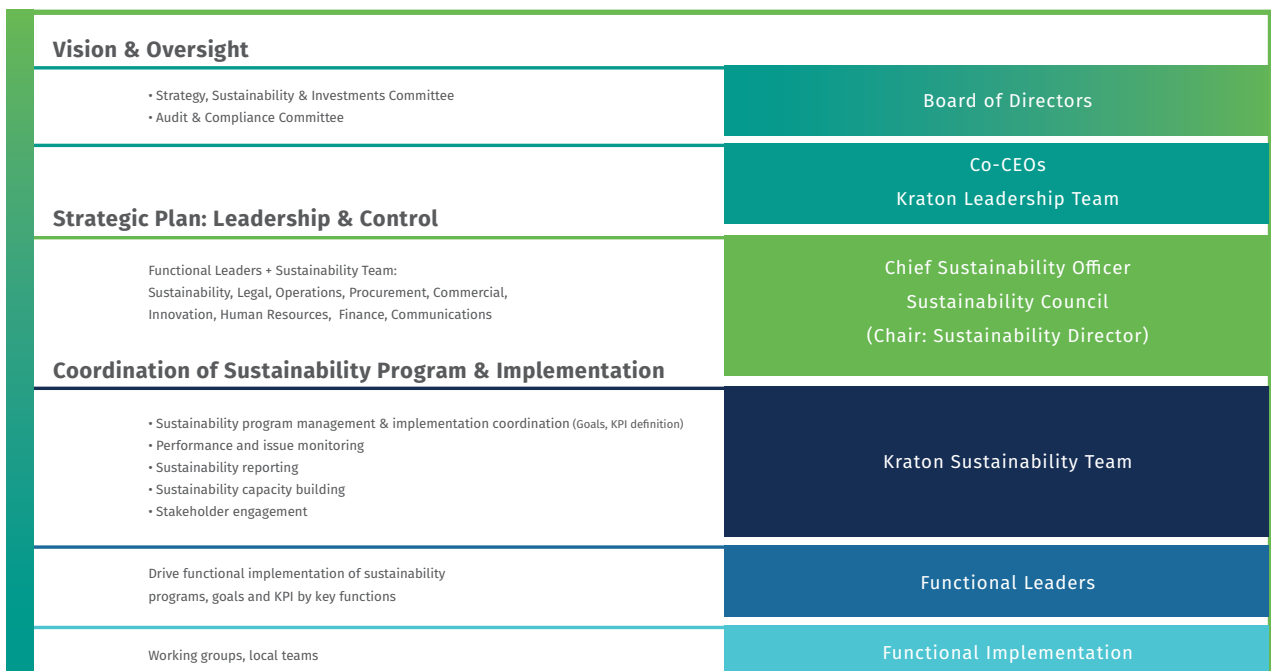 Vision & Oversight
• Strategy, Sustainability & Investments Committee
• Audit & Compliance Committee
Board of Directors
Co-CEOs
Kraton Leadership Team
Strategic Plan: Leadership & Control
Functional Leaders + Sustainability Team:
Sustainability, Legal, Operations, Procurement, Commercial,
Innovation, Human Resources, Finance, Communications
Chief Sustainability Officer
Sustainability Council
(Chair: Sustainability Director)
Coordination of Sustainability Program & Implementation
• Sustainability program management & implementation coordination (Goals, KPI definition)
• Performance and issue monitoring
• Sustainability reporting
• Sustainability capacity building
• Stakeholder engagement
Kraton Sustainability Team
Drive functional implementation of sustainability
programs, goals and KPI by key functions
Functional Leaders
Working groups, local teams
Functional Implementation